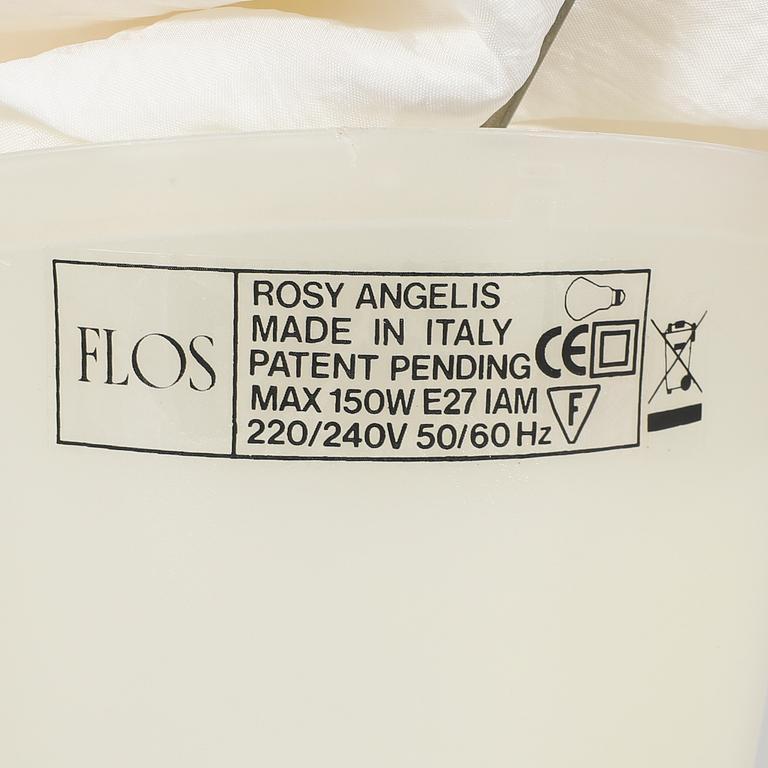 FLOS
ROSY ANGELIS
MADE IN ITALY
PATENT PENDING CE
MAX 150W E27 IAM F
220/240V 50/60 Hz